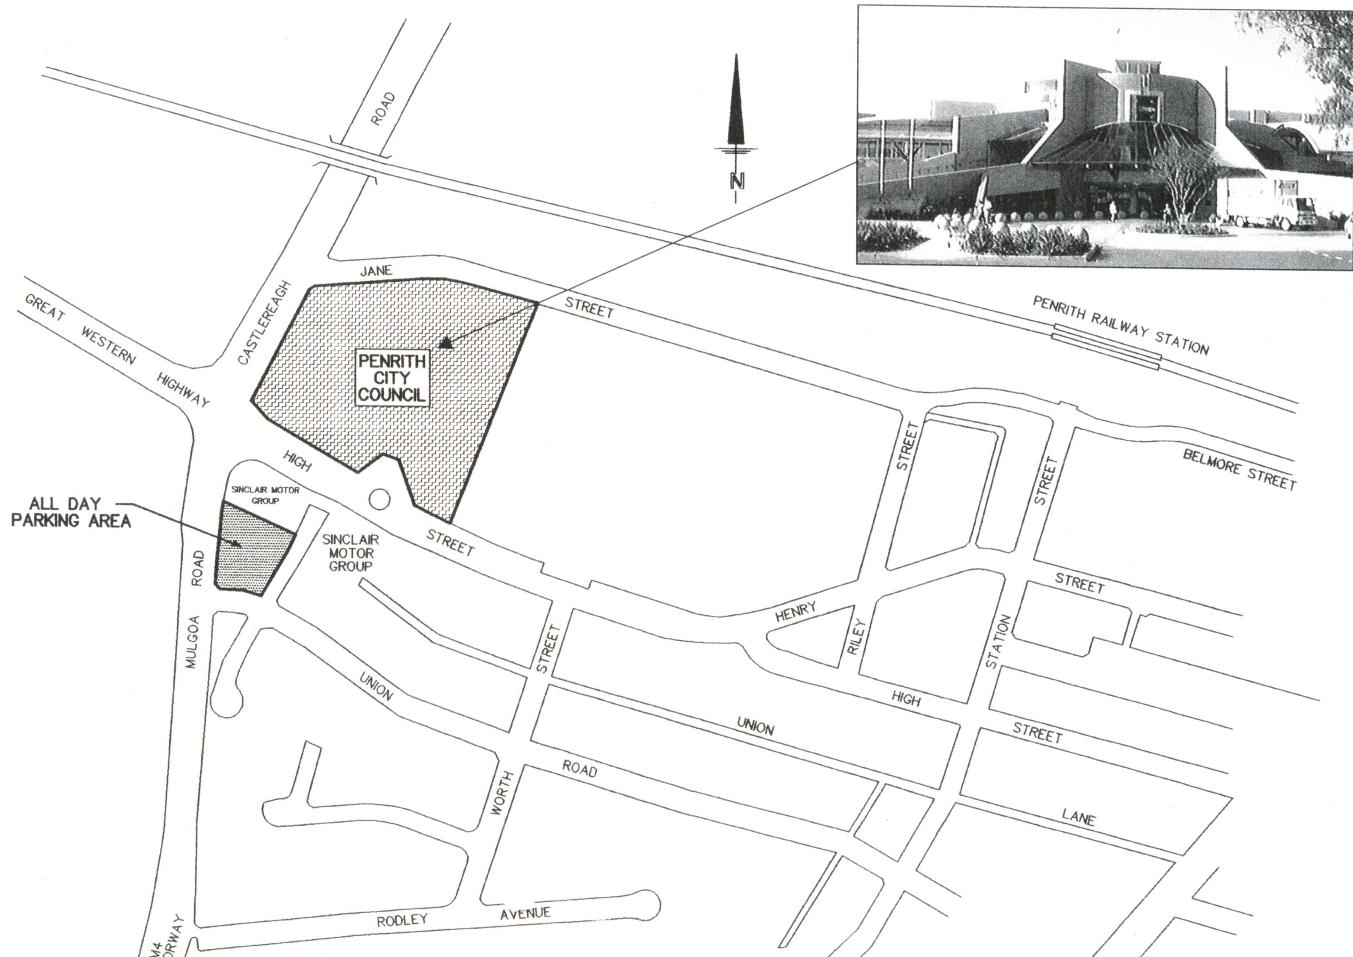 ROAD
N
JANE
STREET
PENRITH RAILWAY STATION
GREAT WESTERN HIGHWAY
CASTLEREAGH
PENRITH
CITY
COUNCIL
HIGH
STREET
STREET
STREET
BELMORE STREET
SINCLAIR MOTOR
GROUP
ALL DAY
PARKING AREA
SINCLAIR
MOTOR
GROUP
ROAD
MULGOA
HENRY
STREET
RILEY
STATION
STREET
UNION
ROAD
UNION
LANE
HIGH
STREET
WORTH
RODLEY AVENUE
M4
ORWAY